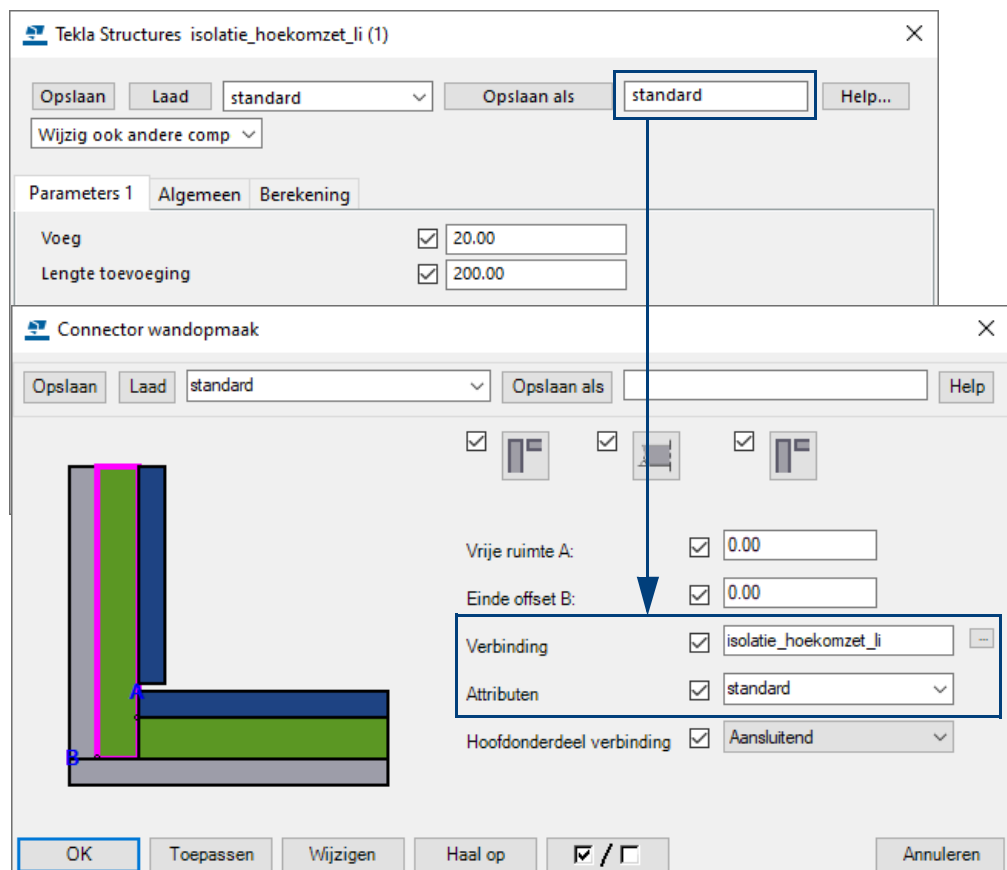 Tekla Structures isolatie_hoekomzet_li (1)
Opslaan Laad standard Opslaan als standard Help...
Wijzig ook andere comp
Parameters 1 Algemeen Berekening
Voeg 20.00
Lengte toevoeging 200.00
Connector wandopmaak
Opslaan Laad standard Opslaan als Help
Vrije ruimte A: 0.00
Einde offset B: 0.00
Verbinding isolatie_hoekomzet_li ...
Attributen standard
Hoofdonderdeel verbinding Aansluitend
A
B
OK Toepassen Wijzigen Haal op / Annuleren